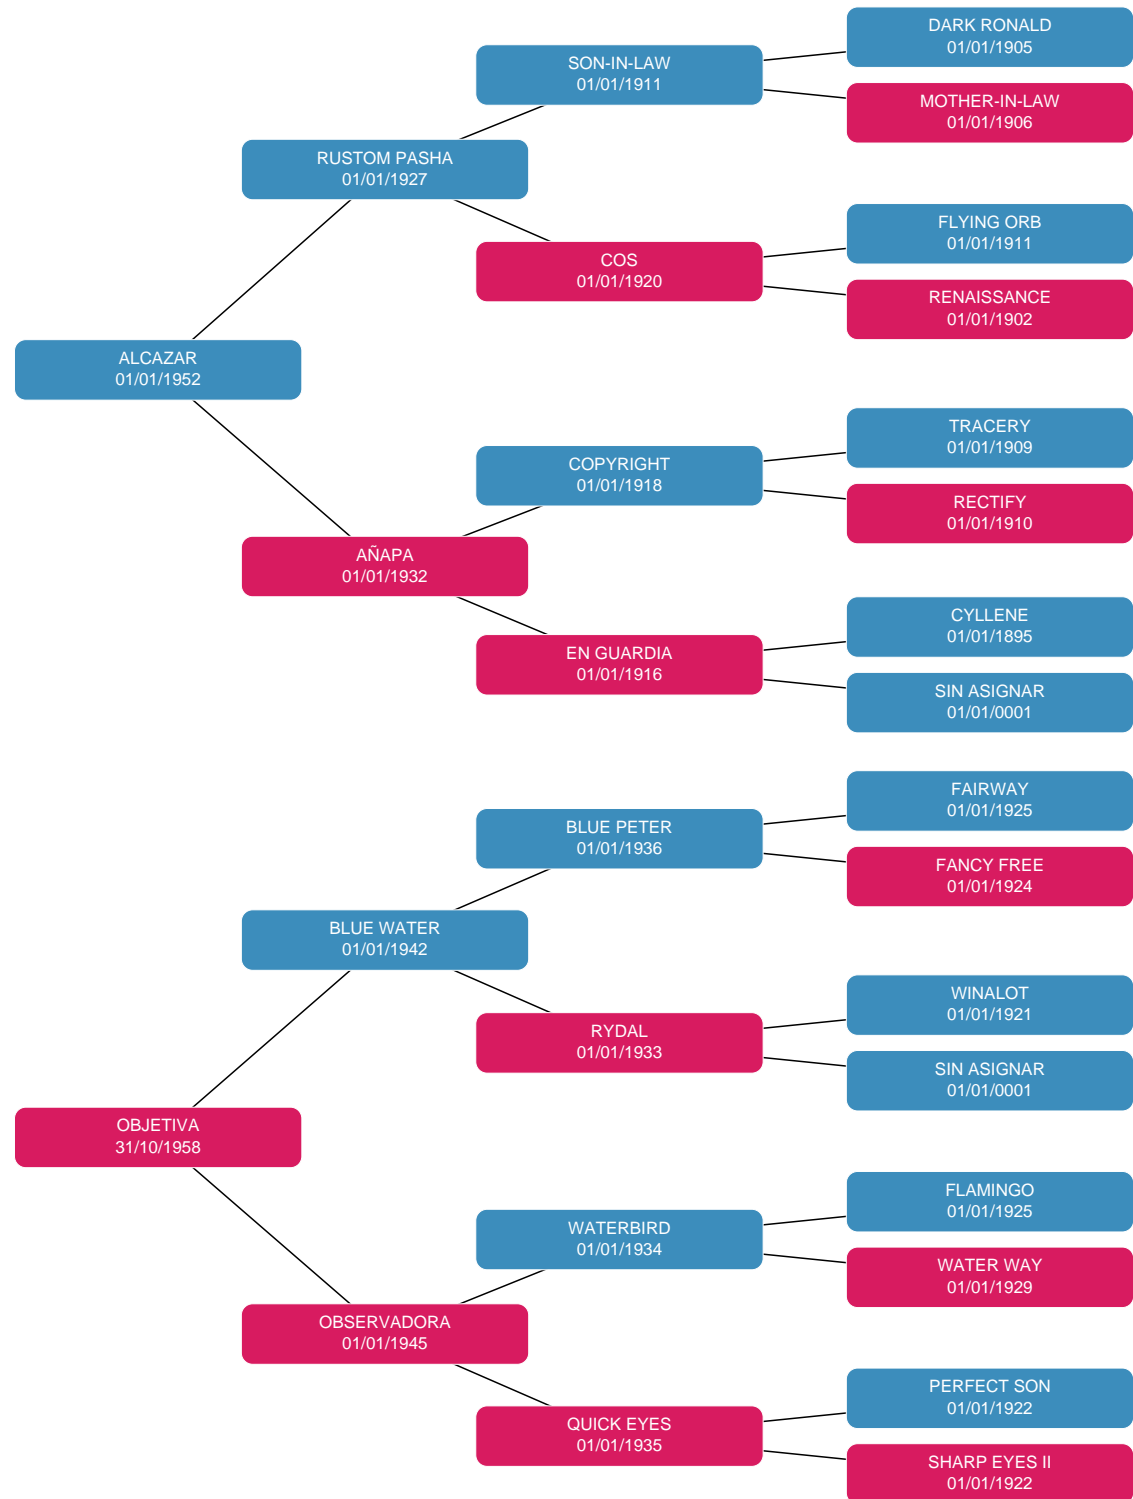 DARK RONALD
01/01/1905
SON-IN-LAW
01/01/1911
MOTHER-IN-LAW
01/01/1906
RUSTOM PASHA
01/01/1927
FLYING ORB
01/01/1911
COS
01/01/1920
RENAISSANCE
01/01/1902
ALCAZAR
01/01/1952
TRACERY
01/01/1909
COPYRIGHT
01/01/1918
RECTIFY
01/01/1910
AÑAPA
01/01/1932
CYLLENE
01/01/1895
EN GUARDIA
01/01/1916
SIN ASIGNAR
01/01/0001
FAIRWAY
01/01/1925
BLUE PETER
01/01/1936
FANCY FREE
01/01/1924
BLUE WATER
01/01/1942
WINALOT
01/01/1921
RYDAL
01/01/1933
SIN ASIGNAR
01/01/0001
OBJETIVA
31/10/1958
FLAMINGO
01/01/1925
WATERBIRD
01/01/1934
WATER WAY
01/01/1929
OBSERVADORA
01/01/1945
PERFECT SON
01/01/1922
QUICK EYES
01/01/1935
SHARP EYES II
01/01/1922